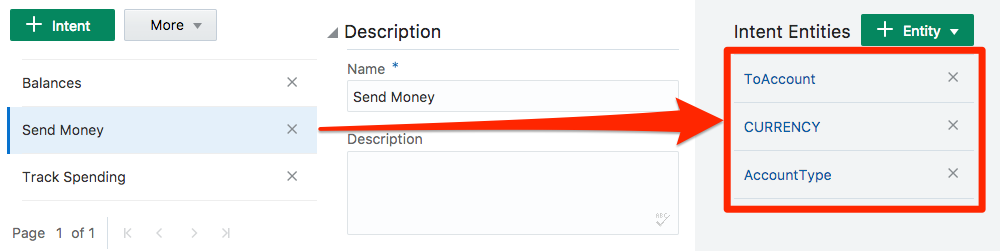 + Intent
More
Balances
Send Money
Track Spending
Page 1 of 1
Description
Name *
Send Money
Description
ABC
Intent Entities
+ Entity
ToAccount
CURRENCY
AccountType